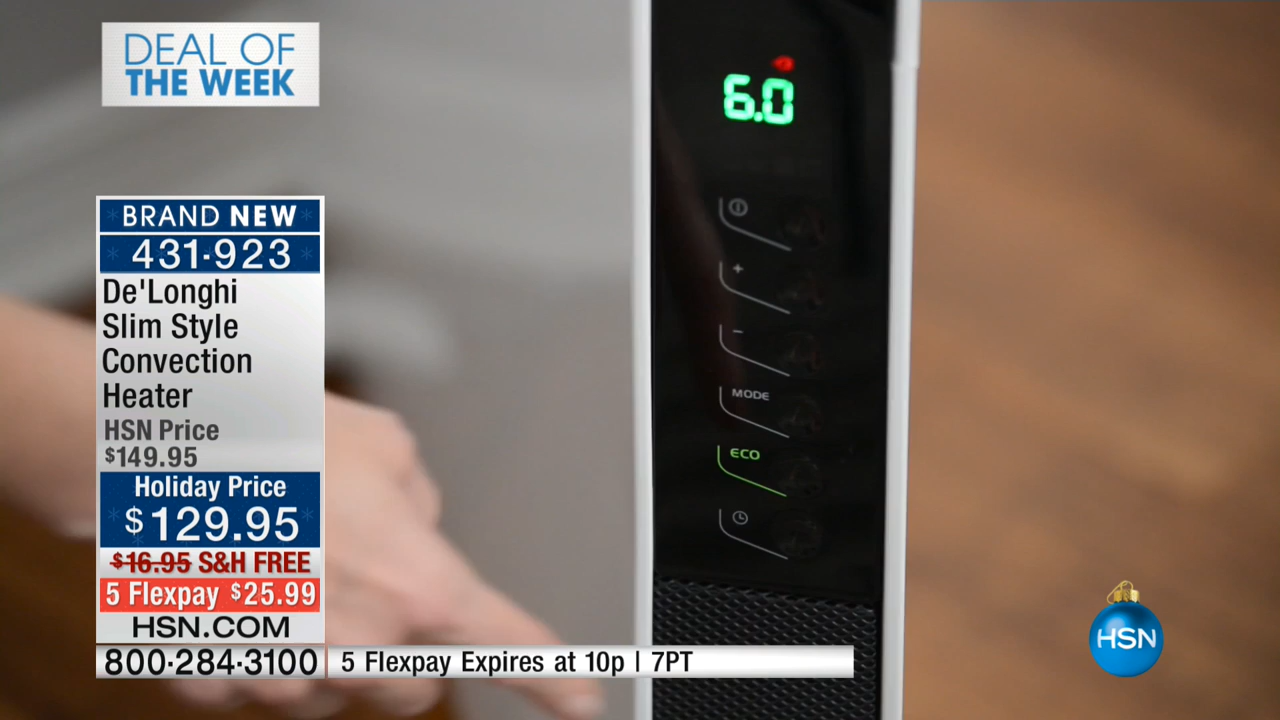 DEAL OF
THE WEEK
BRAND NEW
431·923
De'Longhi
Slim Style
Convection
Heater
HSN Price
$149.95
Holiday Price
$129.95
$16.95 S&H FREE
5 Flexpay $25.99
HSN.COM
800·284·3100
5 Flexpay Expires at 10p | 7PT
6.0
+
-
MODE
ECO
HSN